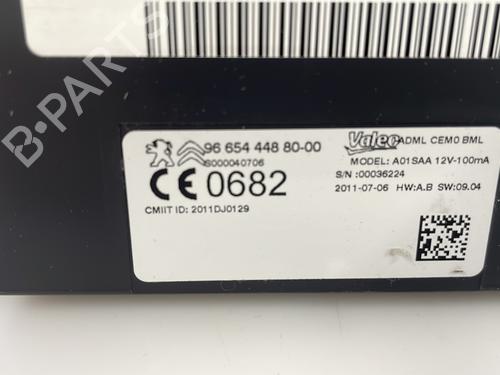 96 654 448 80-00
S000040706
CE 0682
CMIIT ID: 2011DJ0129
Valeo ADML CEM0 BML
MODEL: A01SAA 12V-100mA
S/N :00036224
2011-07-06 HW:A.B SW:09.04
B-PARTS